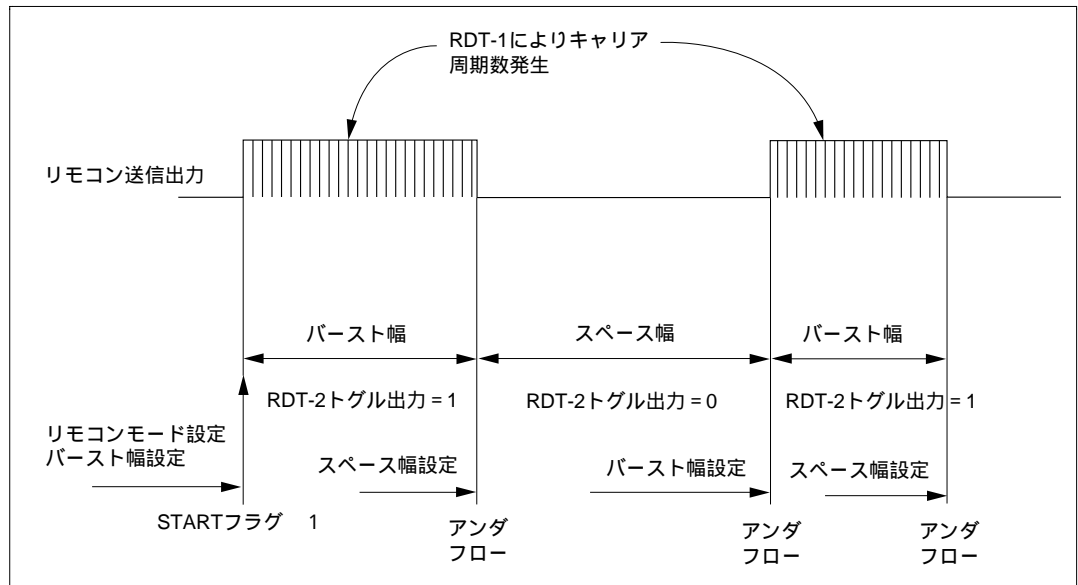 RDT-1によりキャリア
周期数発生
リモコン送信出力
バースト幅
スペース幅
バースト幅
RDT-2トグル出力 = 1
RDT-2トグル出力 = 0
RDT-2トグル出力 = 1
リモコンモード設定
バースト幅設定
スペース幅設定
バースト幅設定
スペース幅設定
STARTフラグ 1
アンダ
フロー
アンダ
フロー
アンダ
フロー